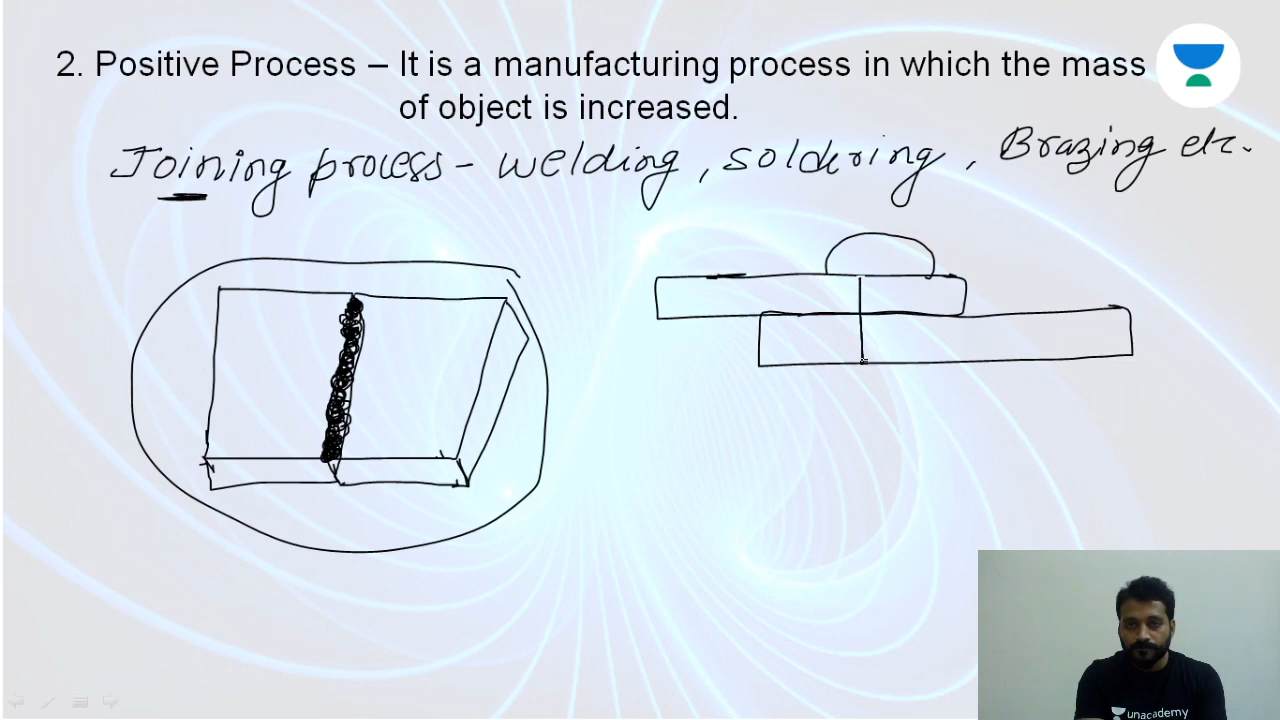 2. Positive Process – It is a manufacturing process in which the mass
of object is increased.
Joining process - welding, soldering, Brazing etc.
unacademy